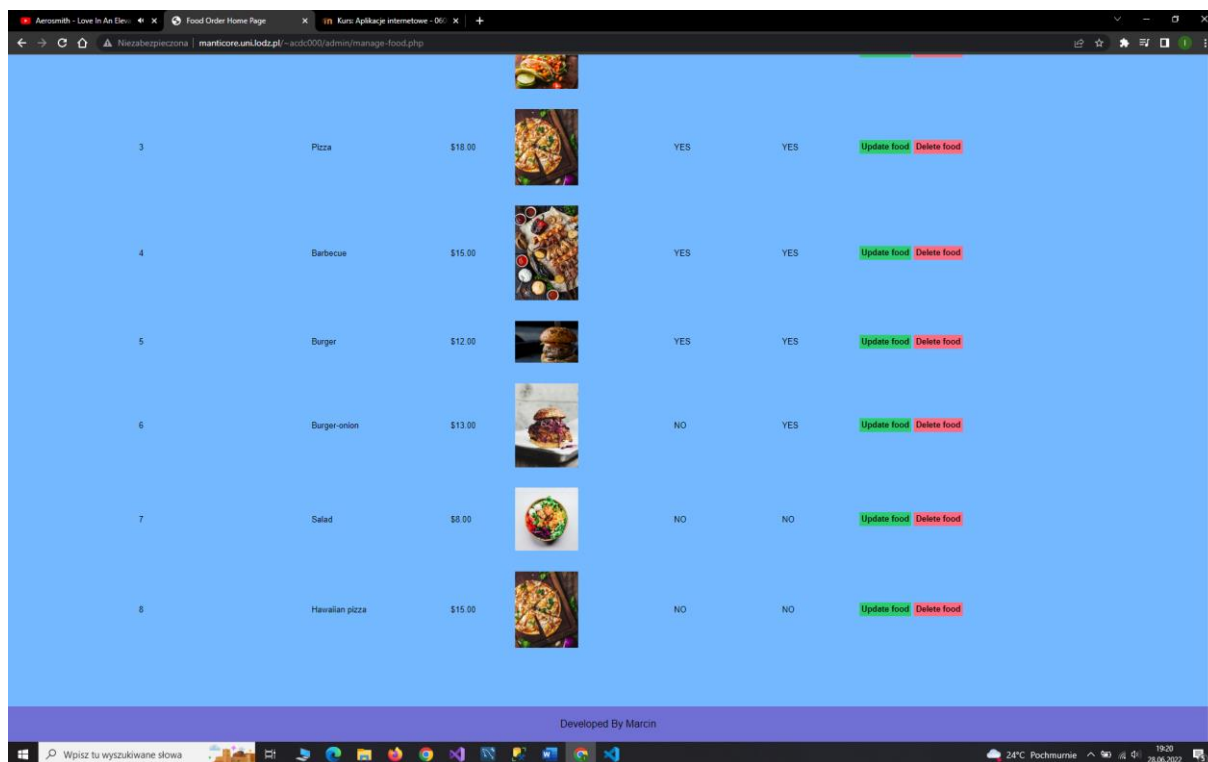 Aerosmith - Love In An Elev
Food Order Home Page
Kurs: Aplikacje internetowe - 060
Niezabezpieczona | manticore.uni.lodz.pl/~acdc000/admin/manage-food.php
3 Pizza $18.00 YES YES Update food Delete food
4 Barbecue $15.00 YES YES Update food Delete food
5 Burger $12.00 YES YES Update food Delete food
6 Burger-onion $13.00 NO YES Update food Delete food
7 Salad $8.00 NO NO Update food Delete food
8 Hawaiian pizza $15.00 NO NO Update food Delete food
Developed By Marcin
Wpisz tu wyszukiwane słowa
24°C Pochmurnie
19:20
28.06.2022